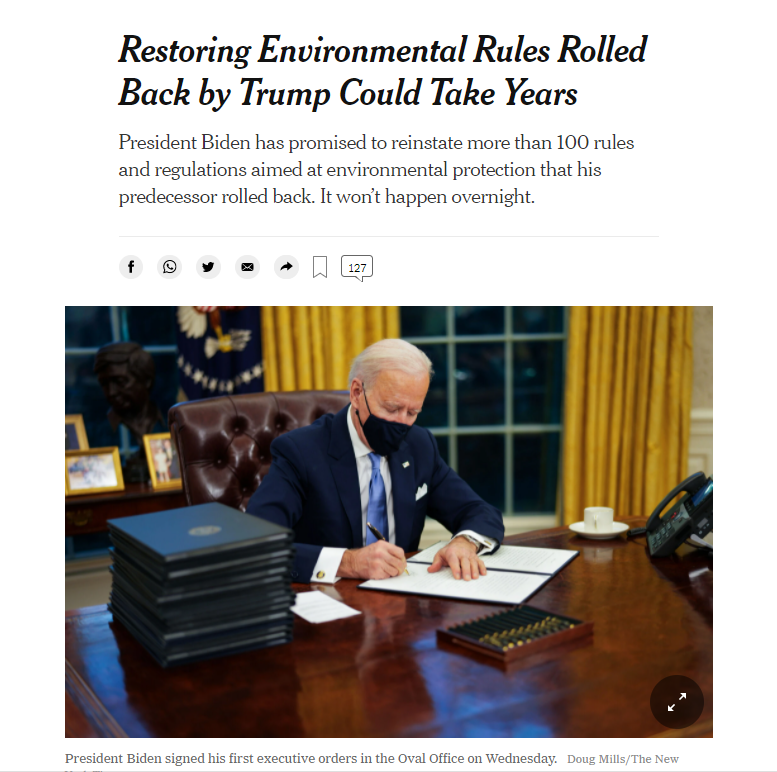 Restoring Environmental Rules Rolled
Back by Trump Could Take Years
President Biden has promised to reinstate more than 100 rules
and regulations aimed at environmental protection that his
predecessor rolled back. It won’t happen overnight.
127
President Biden signed his first executive orders in the Oval Office on Wednesday. Doug Mills/The New